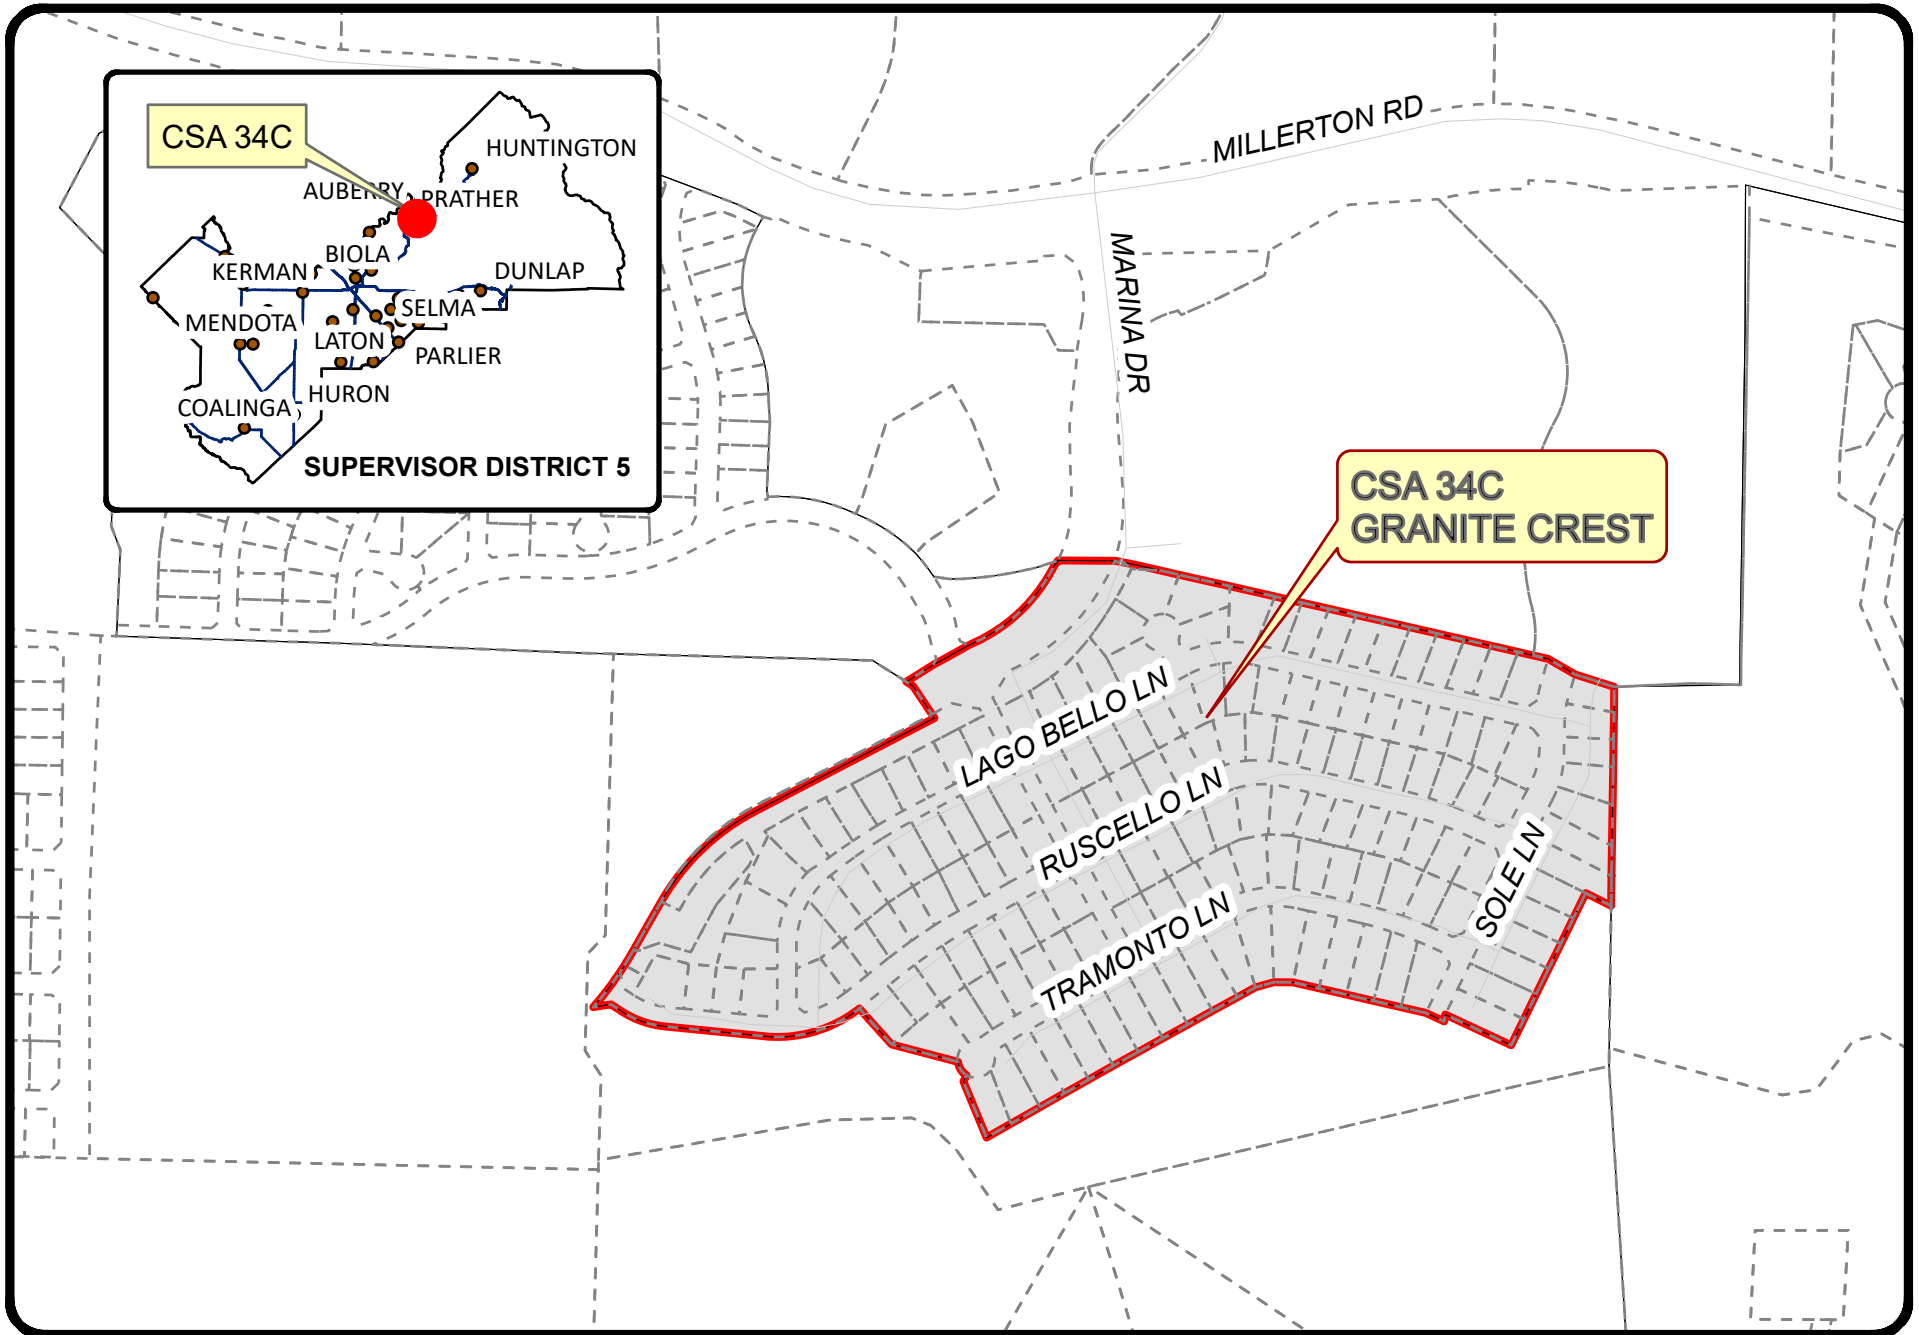 CSA 34C
HUNTINGTON
AUBERRY
PRATHER
BIOLA
KERMAN
DUNLAP
SELMA
MENDOTA
LATON
PARLIER
HURON
COALINGA
SUPERVISOR DISTRICT 5
MILLERTON RD
MARINA DR
CSA 34C
GRANITE CREST
LAGO BELLO LN
RUSCELLO LN
TRAMONTO LN
SOLE LN